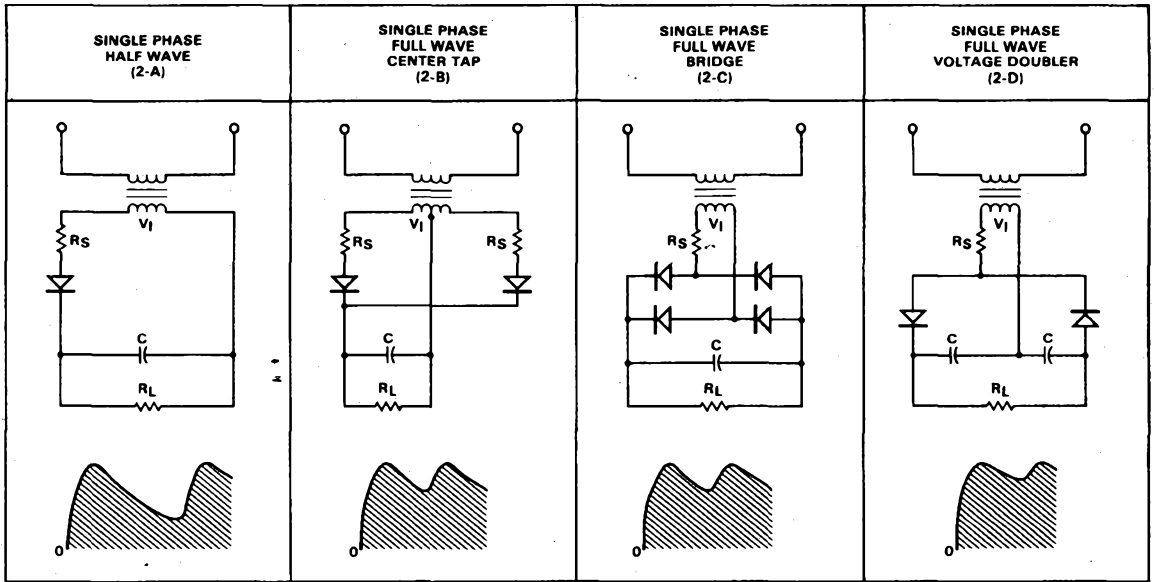 SINGLE PHASE
HALF WAVE
(2-A)
SINGLE PHASE
FULL WAVE
CENTER TAP
(2-B)
SINGLE PHASE
FULL WAVE
BRIDGE
(2-C)
SINGLE PHASE
FULL WAVE
VOLTAGE DOUBLER
(2-D)
VI
RS
C
RL
0
VI
RS
RS
C
RL
0
VI
RS
C
RL
0
VI
RS
C
C
RL
0